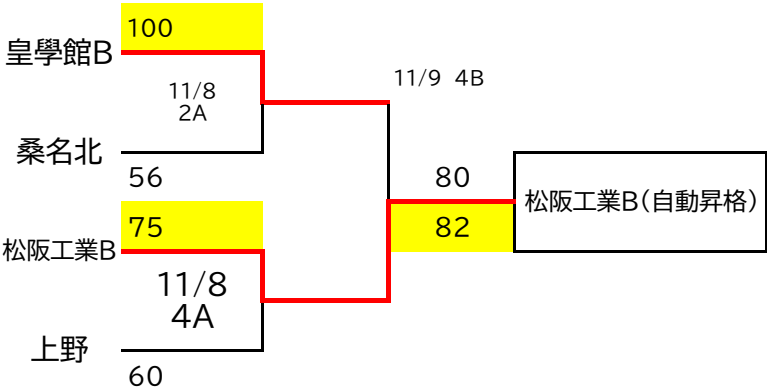 皇學館B
100
11/8
2A
桑名北
56
松阪工業B
75
11/8
4A
上野
60
11/9 4B
80
82
松阪工業B(自動昇格)